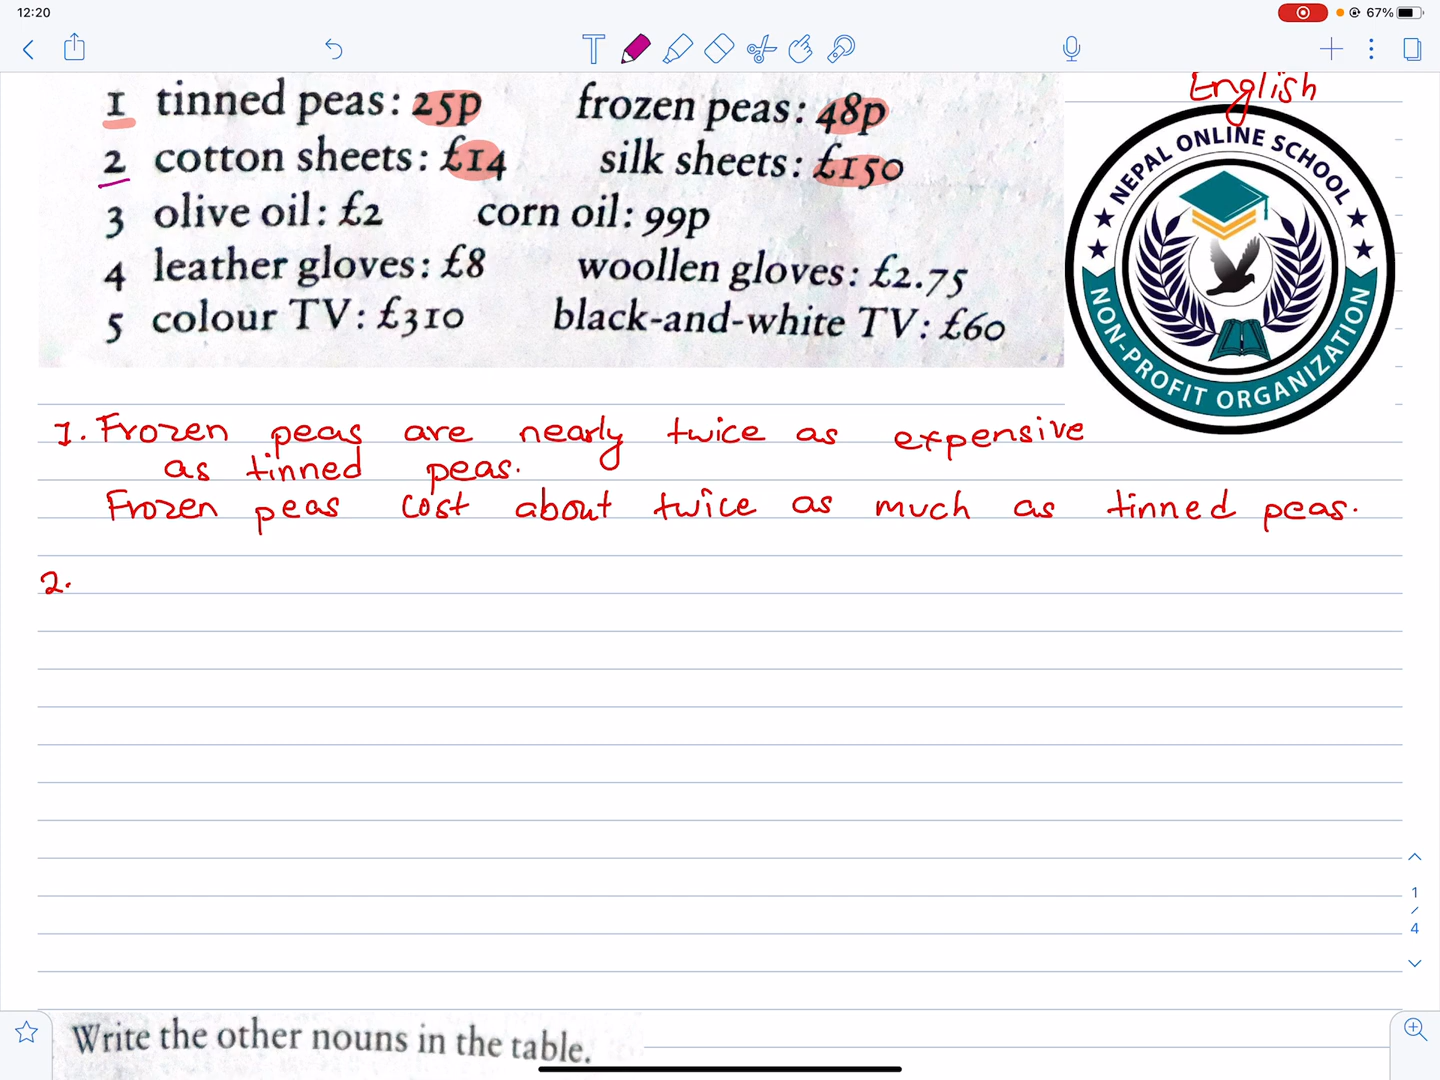 12:20
67%
English
1 tinned peas: 25p frozen peas: 48p
2 cotton sheets: £14 silk sheets: £150
3 olive oil: £2 corn oil: 99p
4 leather gloves: £8 woollen gloves: £2.75
5 colour TV: £310 black-and-white TV: £60
NEPAL ONLINE SCHOOL
NON-PROFIT ORGANIZATION
1. Frozen peas are nearly twice as expensive
as tinned peas.
Frozen peas cost about twice as much as tinned peas.
2.
1
/
4
Write the other nouns in the table.